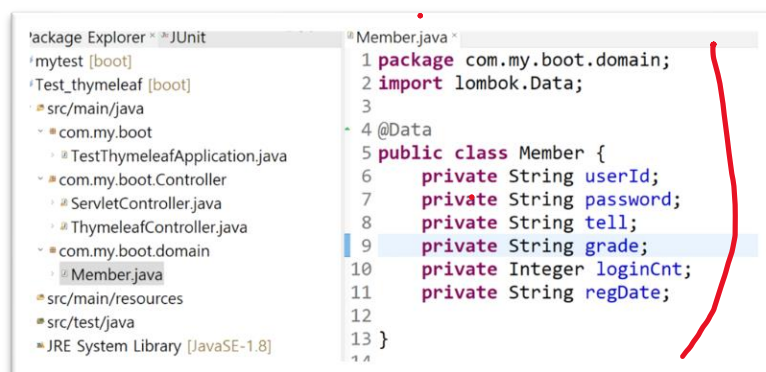 Package Explorer × JUnit
mytest [boot]
Test_thymeleaf [boot]
src/main/java
com.my.boot
TestThymeleafApplication.java
com.my.boot.Controller
ServletController.java
ThymeleafController.java
com.my.boot.domain
Member.java
src/main/resources
src/test/java
JRE System Library [JavaSE-1.8]
Member.java ×
1 package com.my.boot.domain;
2 import lombok.Data;
3
4 @Data
5 public class Member {
6 private String userId;
7 private String password;
8 private String tell;
9 private String grade;
10 private Integer loginCnt;
11 private String regDate;
12
13 }
14